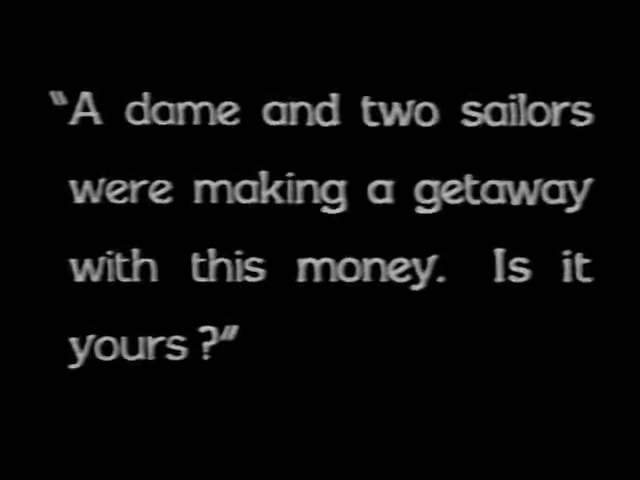 “A dame and two sailors
were making a getaway
with this money. Is it
yours?”